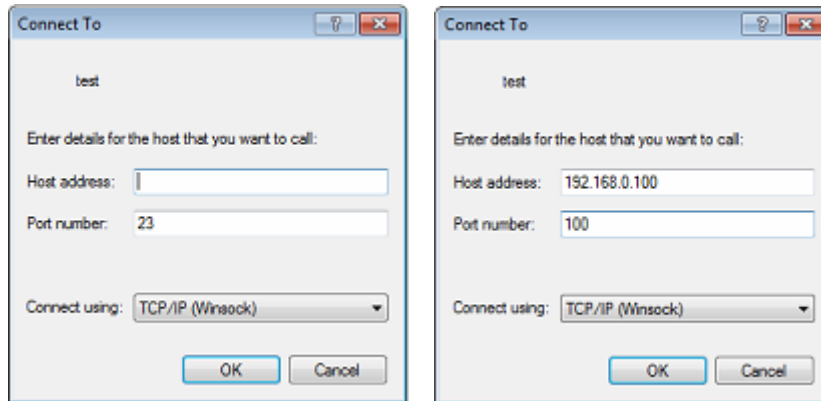 Connect To
test
Enter details for the host that you want to call:
Host address:
Port number: 23
Connect using: TCP/IP (Winsock)
OK Cancel
Connect To
test
Enter details for the host that you want to call:
Host address: 192.168.0.100
Port number: 100
Connect using: TCP/IP (Winsock)
OK Cancel